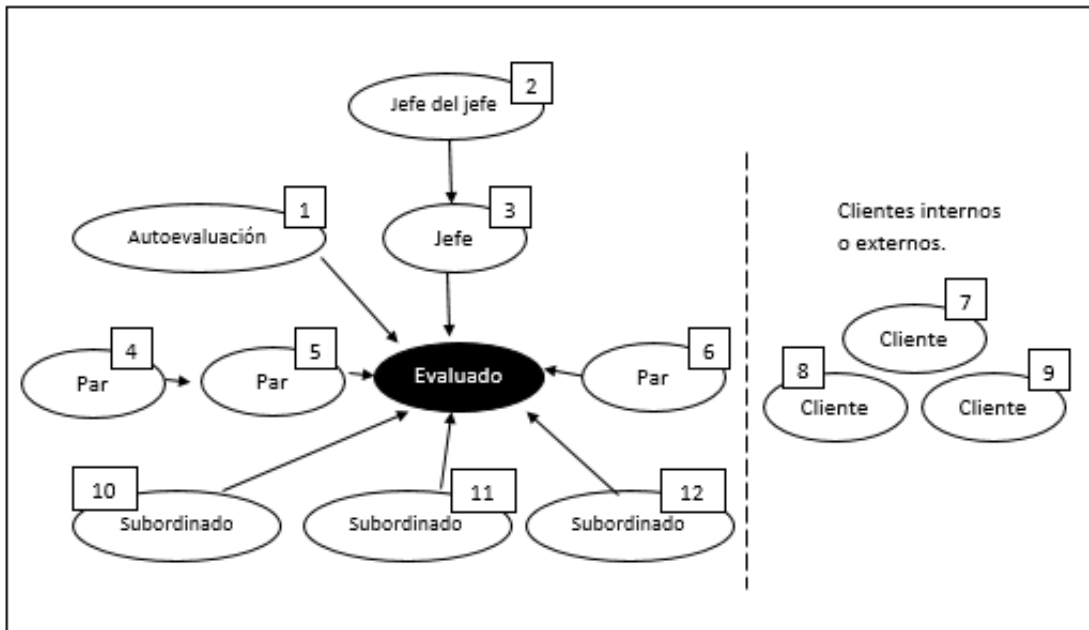 2
Jefe del jefe
1
3
Autoevaluación
Jefe
Clientes internos
o externos.
7
Cliente
4
5
6
Par
Par
Evaluado
Par
8
9
Cliente
Cliente
10
11
12
Subordinado
Subordinado
Subordinado